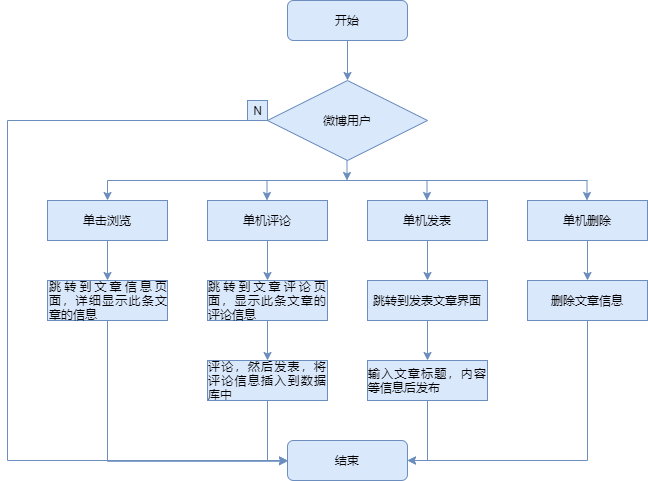 开始
N
微博用户
单击浏览
单机评论
单机发表
单机删除
跳转到文章信息页
面，详细显示此条文
章的信息
跳转到文章评论页
面，显示此条文章的
评论信息
跳转到发表文章界面
删除文章信息
评论，然后发表，将
评论信息插入到数据
库中
输入文章标题，内容
等信息后发布
结束